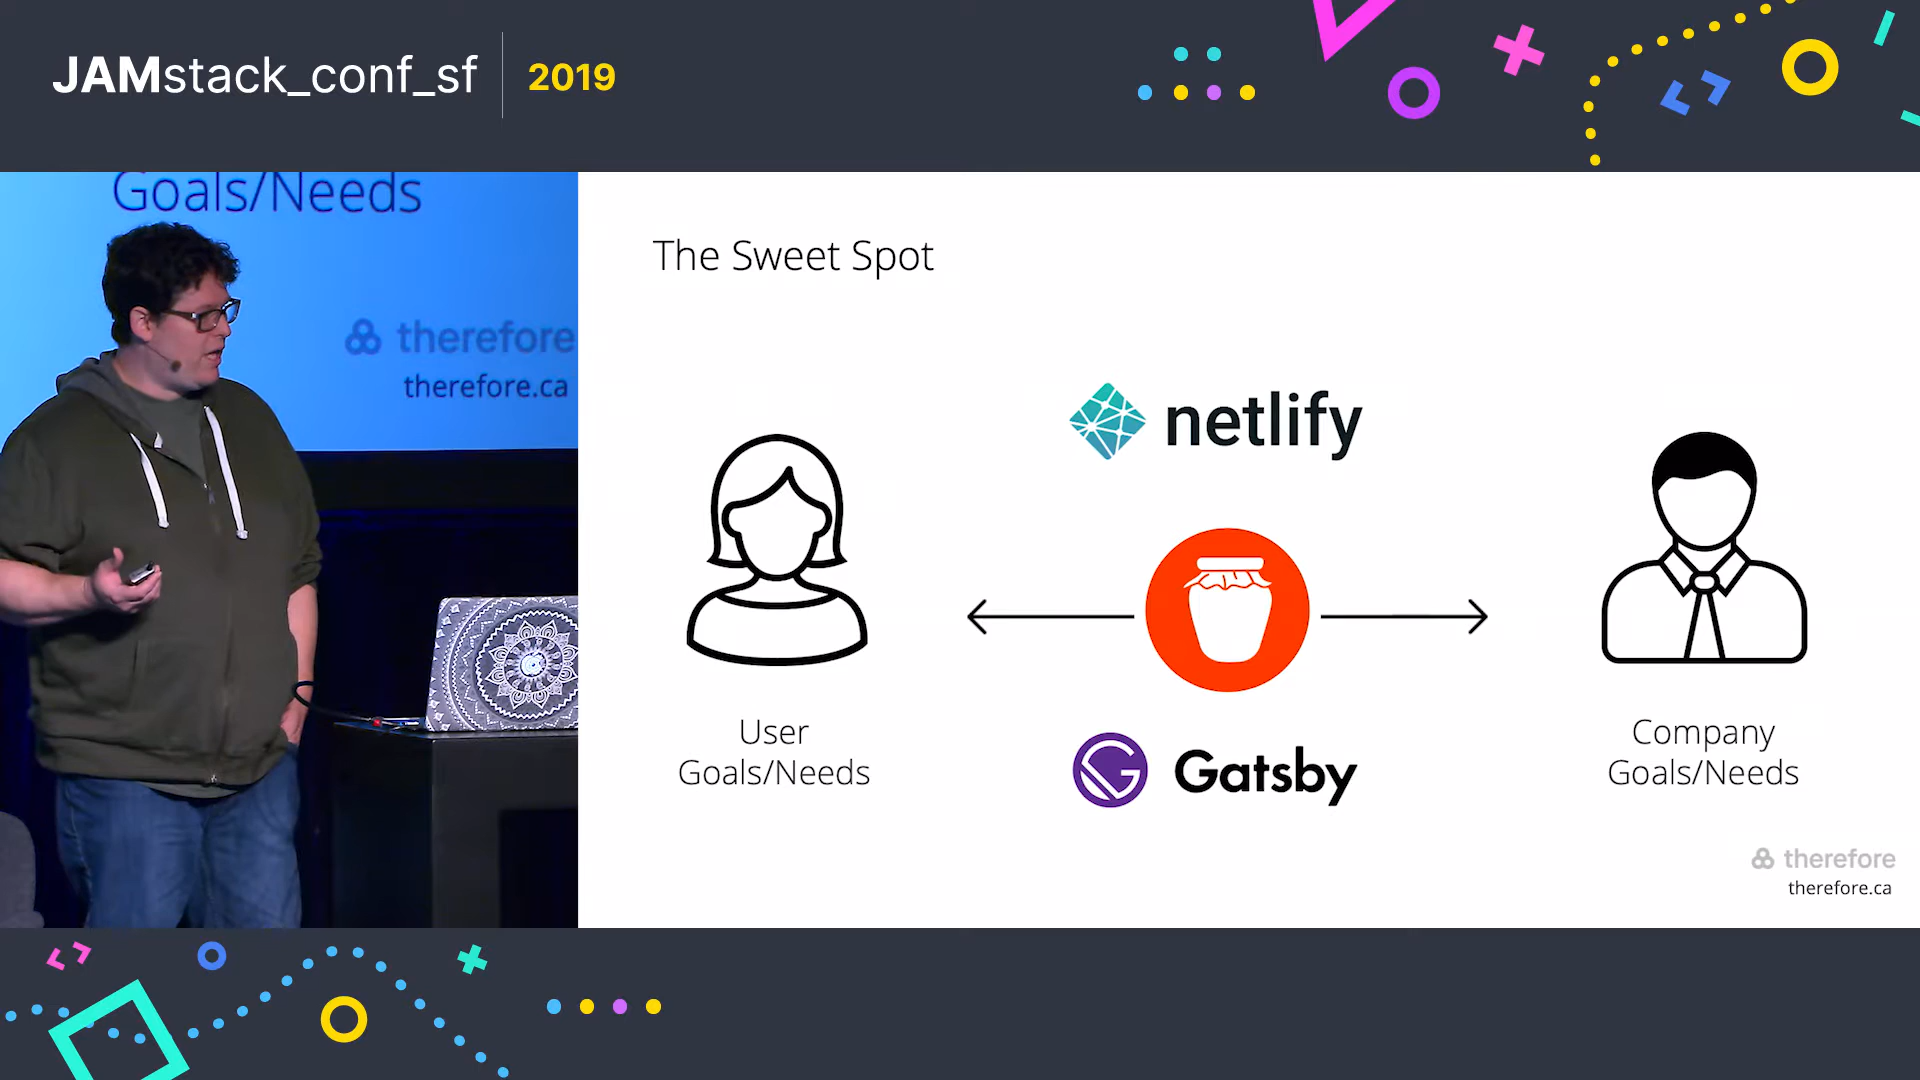 JAMstack_conf_sf
2019
Goals/Needs
therefore
therefore.ca
The Sweet Spot
netlify
Gatsby
User
Goals/Needs
Company
Goals/Needs
therefore
therefore.ca